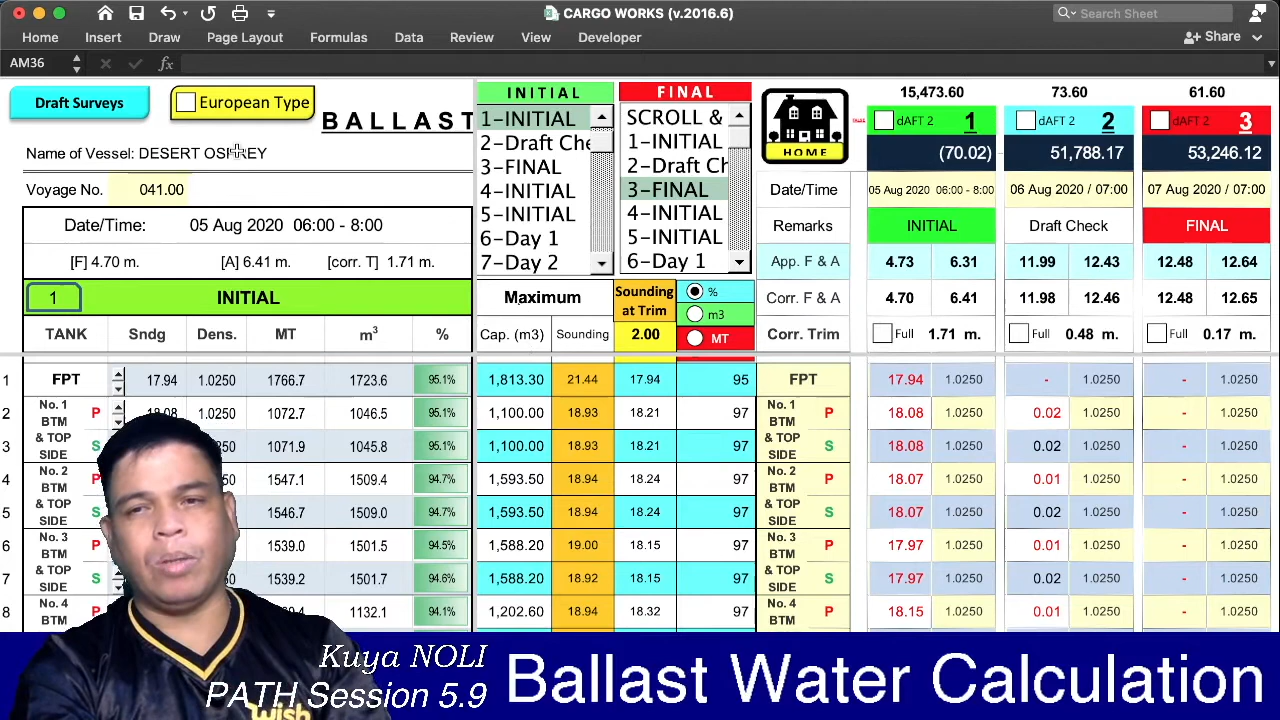 CARGO WORKS (v.2016.6)
Search Sheet
Home Insert Draw Page Layout Formulas Data Review View Developer
Share
AM36 fx
Draft Surveys
European Type
BALLAST
Name of Vessel: DESERT OSPREY
Voyage No. 041.00
Date/Time: 05 Aug 2020 06:00 - 8:00
[F] 4.70 m. [A] 6.41 m. [corr. T] 1.71 m.
1 INITIAL
TANK Sndg Dens. MT m³ %
INITIAL
1-INITIAL
2-Draft Che
3-FINAL
4-INITIAL
5-INITIAL
6-Day 1
7-Day 2
FINAL
SCROLL &
1-INITIAL
2-Draft Ch
3-FINAL
4-INITIAL
5-INITIAL
6-Day 1
HOME
Maximum
Cap. (m3) Sounding
Sounding
at Trim
2.00
%
m3
MT
15,473.60 73.60 61.60
dAFT 2 1 dAFT 2 2 dAFT 2 3
(70.02) 51,788.17 53,246.12
Date/Time 05 Aug 2020 06:00 - 8:00 06 Aug 2020 / 07:00 07 Aug 2020 / 07:00
Remarks INITIAL Draft Check FINAL
App. F & A 4.73 6.31 11.99 12.43 12.48 12.64
Corr. F & A 4.70 6.41 11.98 12.46 12.48 12.65
Corr. Trim Full 1.71 m. Full 0.48 m. Full 0.17 m.
1 FPT 17.94 1.0250 1766.7 1723.6 95.1% 1,813.30 21.44 17.94 95 FPT 17.94 1.0250 - 1.0250 - 1.0250
2 No. 1 BTM P 18.08 1.0250 1072.7 1046.5 95.1% 1,100.00 18.93 18.21 97 No. 1 BTM P 18.08 1.0250 0.02 1.0250 - 1.0250
3 & TOP SIDE S 1071.9 1045.8 95.1% 1,100.00 18.93 18.21 97 & TOP SIDE S 18.08 1.0250 0.02 1.0250 - 1.0250
4 No. 2 BTM P 1547.1 1509.4 94.7% 1,593.50 18.94 18.24 97 No. 2 BTM P 18.07 1.0250 0.01 1.0250 - 1.0250
5 & TOP SIDE S 1546.7 1509.0 94.7% 1,593.50 18.94 18.24 97 & TOP SIDE S 18.07 1.0250 0.02 1.0250 - 1.0250
6 No. 3 BTM P 1539.0 1501.5 94.5% 1,588.20 19.00 18.15 97 No. 3 BTM P 17.97 1.0250 0.01 1.0250 - 1.0250
7 & TOP SIDE S 1539.2 1501.7 94.6% 1,588.20 18.92 18.15 97 & TOP SIDE S 17.97 1.0250 0.02 1.0250 - 1.0250
8 No. 4 BTM P 1132.1 94.1% 1,202.60 18.94 18.32 97 No. 4 BTM P 18.15 1.0250 0.01 1.0250 - 1.0250
Kuya NOLI
PATH Session 5.9
Ballast Water Calculation
wish